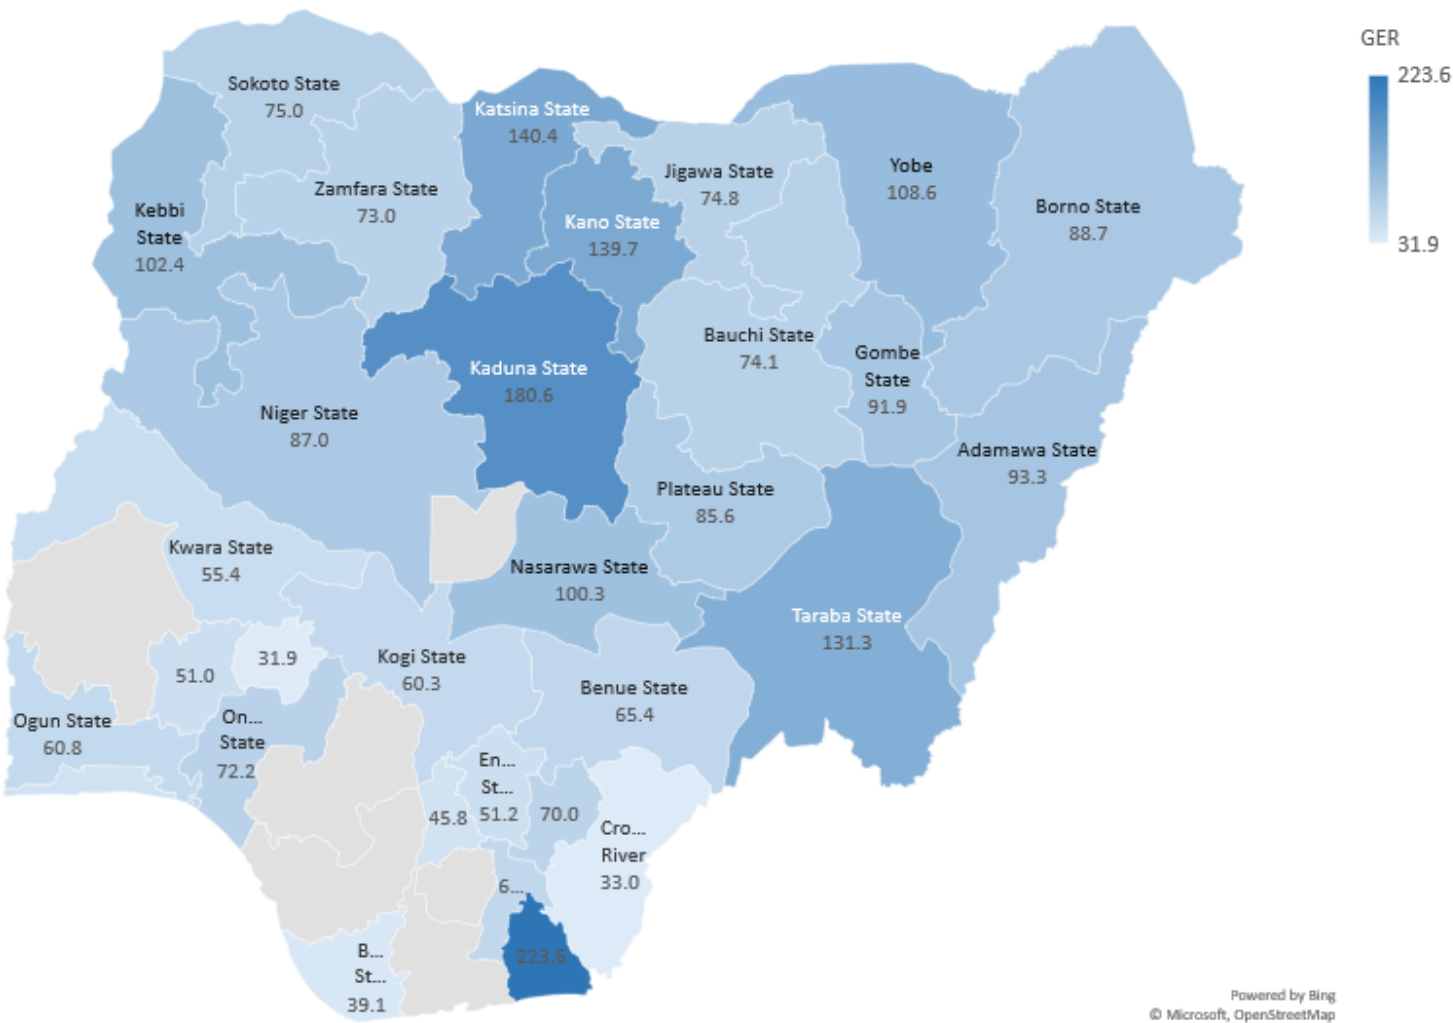 GER
223.6
31.9
Sokoto State
75.0
Katsina State
140.4
Zamfara State
73.0
Kebbi
State
102.4
Kano State
139.7
Jigawa State
74.8
Yobe
108.6
Borno State
88.7
Kaduna State
180.6
Bauchi State
74.1
Gombe
State
91.9
Niger State
87.0
Adamawa State
93.3
Plateau State
85.6
Kwara State
55.4
Nasarawa State
100.3
Taraba State
131.3
31.9
51.0
Kogi State
60.3
Benue State
65.4
Ogun State
60.8
On...
State
72.2
En...
St...
51.2
45.8
70.0
Cro...
River
33.0
6...
223.6
B...
St...
39.1
Powered by Bing
© Microsoft, OpenStreetMap